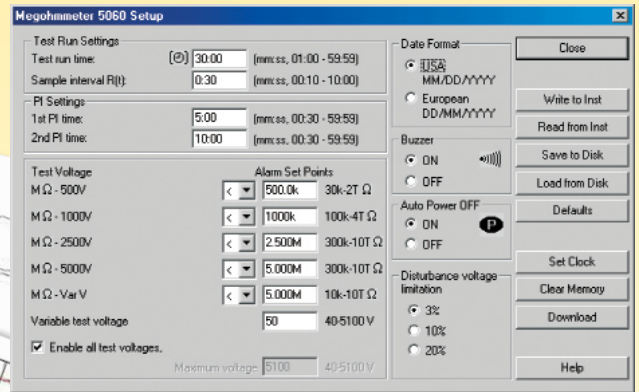 Megohmmeter 5060 Setup
Test Run Settings
Test run time: 30:00 (mm:ss, 01:00 - 59:59)
Sample interval R(t): 0:30 (mm:ss, 00:10 - 10:00)
PI Settings
1st PI time: 5:00 (mm:ss, 00:30 - 59:59)
2nd PI time: 10:00 (mm:ss, 00:30 - 59:59)
Test Voltage Alarm Set Points
MΩ - 500V < 500.0k 30k-2T Ω
MΩ - 1000V < 1000k 100k-4T Ω
MΩ - 2500V < 2.500M 300k-10T Ω
MΩ - 5000V < 5.000M 300k-10T Ω
MΩ - Var V < 5.000M 10k-10T Ω
Variable test voltage 50 40-5100 V
Enable all test voltages.
Maximum voltage 5100 40-5100 V
Date Format
USA
MM/DD/YYYY
European
DD/MM/YYYY
Buzzer
ON
OFF
Auto Power OFF
ON P
OFF
Disturbance voltage
limitation
3%
10%
20%
Close
Write to Inst
Read from Inst
Save to Disk
Load from Disk
Defaults
Set Clock
Clear Memory
Download
Help